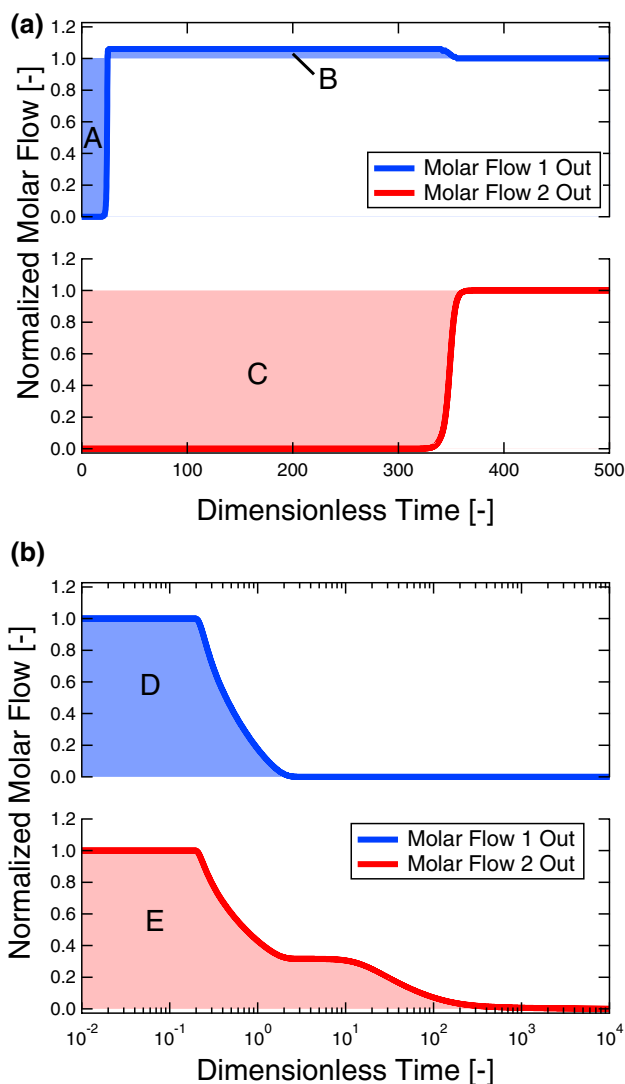 (a)
Normalized Molar Flow [-]
1.2
1.0
0.8
0.6
0.4
0.2
0.0
A
B
Molar Flow 1 Out
Molar Flow 2 Out
1.2
1.0
0.8
0.6
0.4
0.2
0.0
C
0 100 200 300 400 500
Dimensionless Time [-]
(b)
Normalized Molar Flow [-]
1.2
1.0
0.8
0.6
0.4
0.2
0.0
D
1.2
1.0
0.8
0.6
0.4
0.2
0.0
E
Molar Flow 1 Out
Molar Flow 2 Out
10^-2 10^-1 10^0 10^1 10^2 10^3 10^4
Dimensionless Time [-]